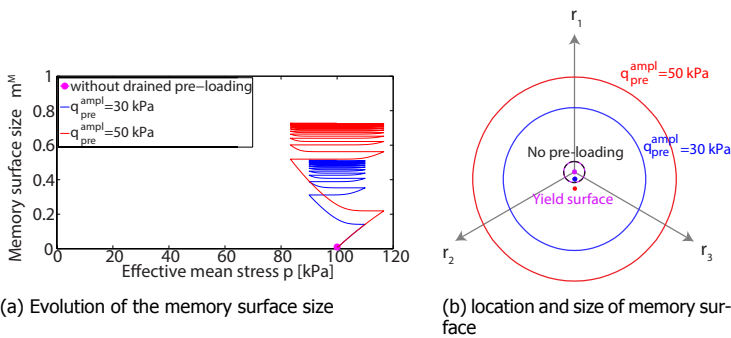 Memory surface size m^M
1
0.8
0.6
0.4
0.2
0
without drained pre-loading
q_pre^ampl=30 kPa
q_pre^ampl=50 kPa
0 20 40 60 80 100 120
Effective mean stress p [kPa]
(a) Evolution of the memory surface size
r_1
q_pre^ampl=50 kPa
q_pre^ampl=30 kPa
No pre-loading
Yield surface
r_2
r_3
(b) location and size of memory sur-
face